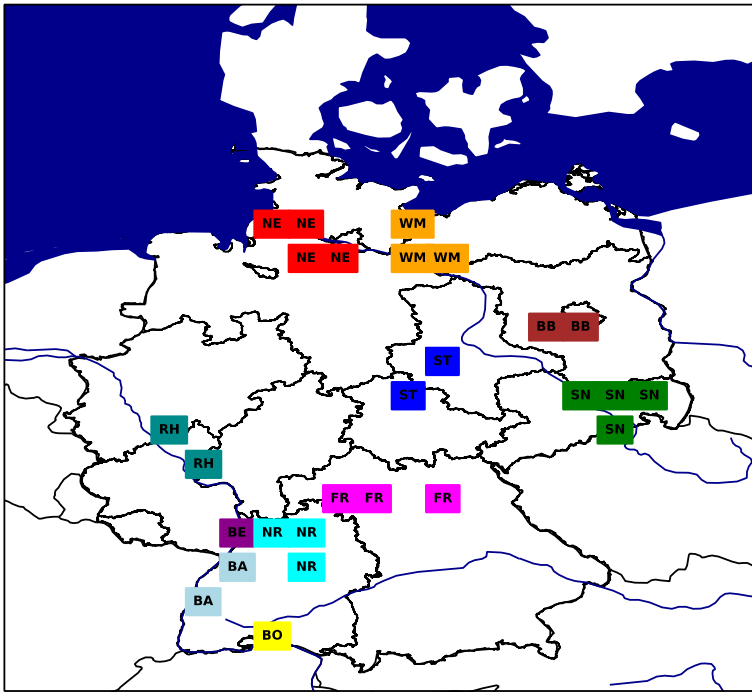 NE NE WM
NE NE WM WM
BB BB
ST
ST SN SN SN
RH SN
RH
FR FR FR
BE NR NR
BA NR
BA
BO